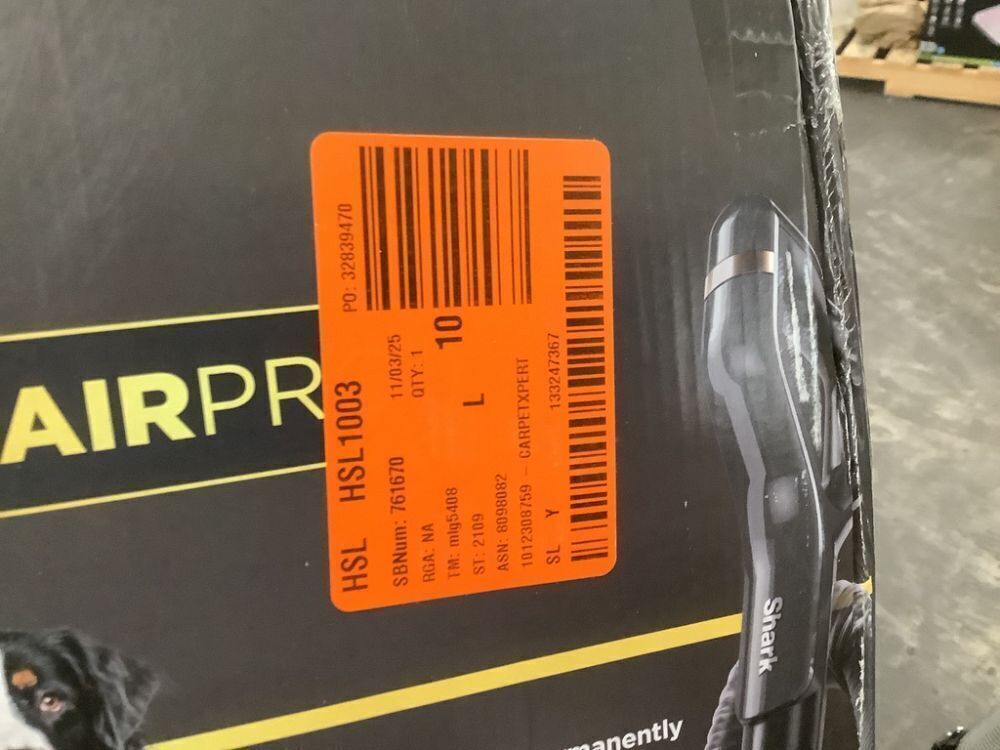 AIRPR
HSL HSL1003
PO: 32839470
SBNum: 761670 11/03/25
RGA: NA QTY: 1
TM: mlg5408 10
ST: 2109 L
ASN: 8098082
1012308759 - CARPETXPERT
SL Y 133247367
Shark
manently